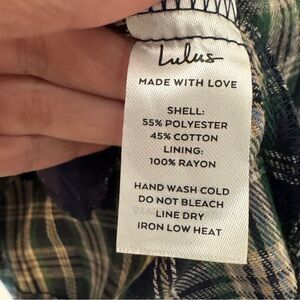 Lulus
MADE WITH LOVE
SHELL:
55% POLYESTER
45% COTTON
LINING:
100% RAYON
HAND WASH COLD
DO NOT BLEACH
LINE DRY
IRON LOW HEAT